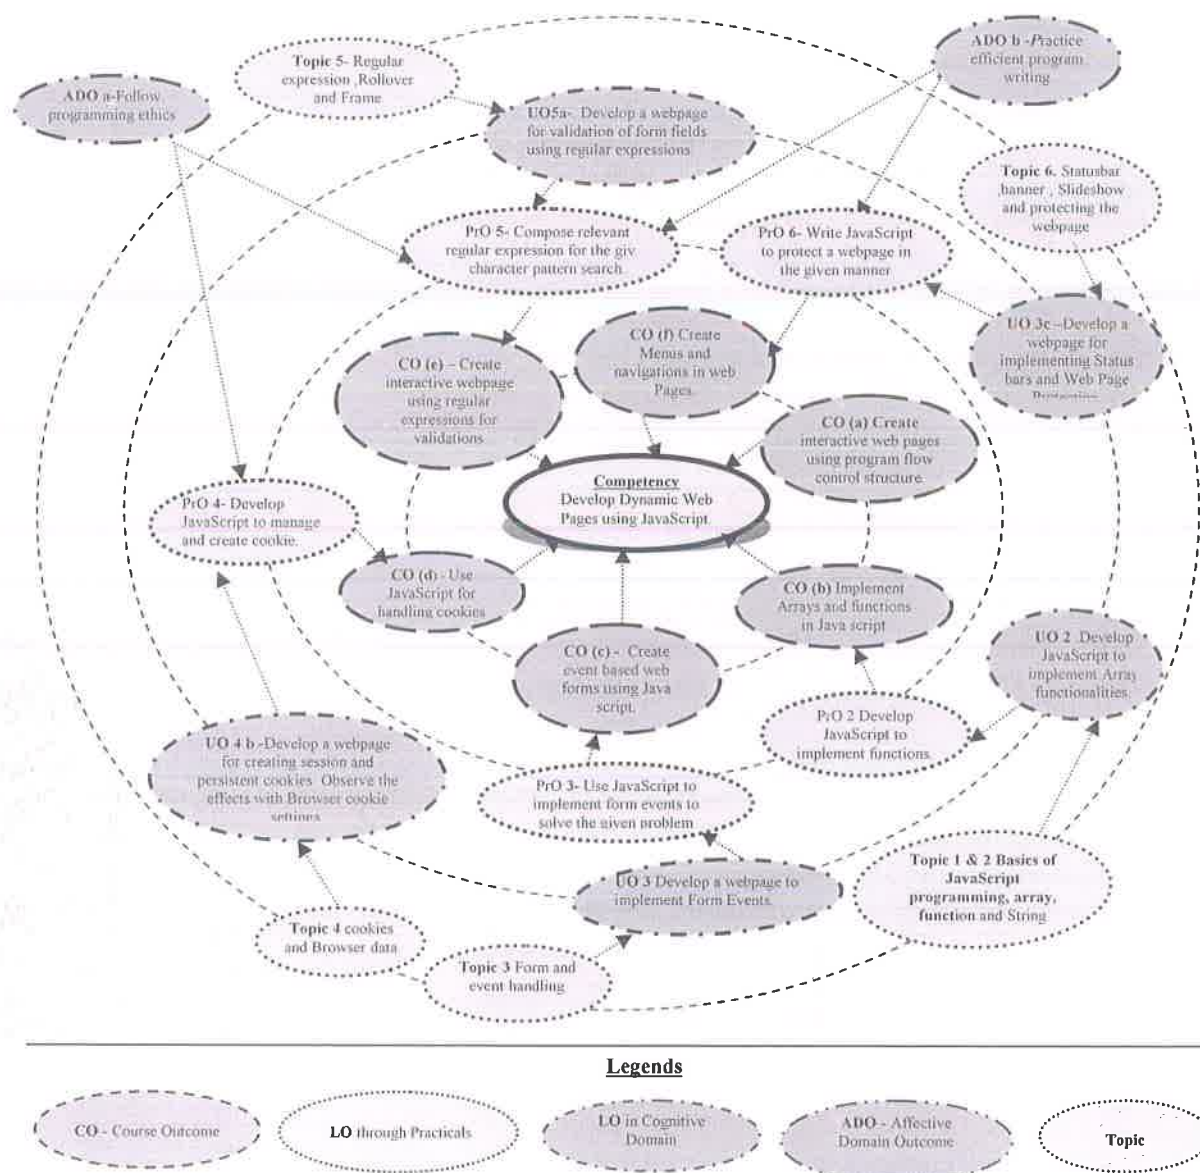 ADO b -Practice
efficient program
writing
Topic 5- Regular
expression ,Rollover
and Frame
ADO a-Follow
programming ethics
UO5a- Develop a webpage
for validation of form fields
using regular expressions
Topic 6. Statusbar
,banner , Slideshow
and protecting the
webpage
PrO 5- Compose relevant
regular expression for the giv
character pattern search.
PrO 6- Write JavaScript
to protect a webpage in
the given manner
UO 3c –Develop a
webpage for
implementing Status
bars and Web Page
CO (e) – Create
interactive webpage
using regular
expressions for
validations
CO (f) Create
Menus and
navigations in web
Pages.
CO (a) Create
interactive web pages
using program flow
control structure.
Competency
Develop Dynamic Web
Pages using JavaScript.
PrO 4- Develop
JavaScript to manage
and create cookie.
CO (d) - Use
JavaScript for
handling cookies
CO (b) Implement
Arrays and functions
in Java script
CO (c) - Create
event based web
forms using Java
script.
UO 2 .Develop
JavaScript to
implement Array
functionalities.
PrO 2 Develop
JavaScript to
implement functions.
UO 4 b -Develop a webpage
for creating session and
persistent cookies. Observe the
effects with Browser cookie
settings
PrO 3- Use JavaScript to
implement form events to
solve the given problem
UO 3 Develop a webpage to
implement Form Events.
Topic 1 & 2 Basics of
JavaScript
programming, array,
function and String
Topic 4 cookies
and Browser data
Topic 3 Form and
event handling
Legends
CO - Course Outcome
LO through Practicals
LO in Cognitive
Domain
ADO - Affective
Domain Outcome
Topic